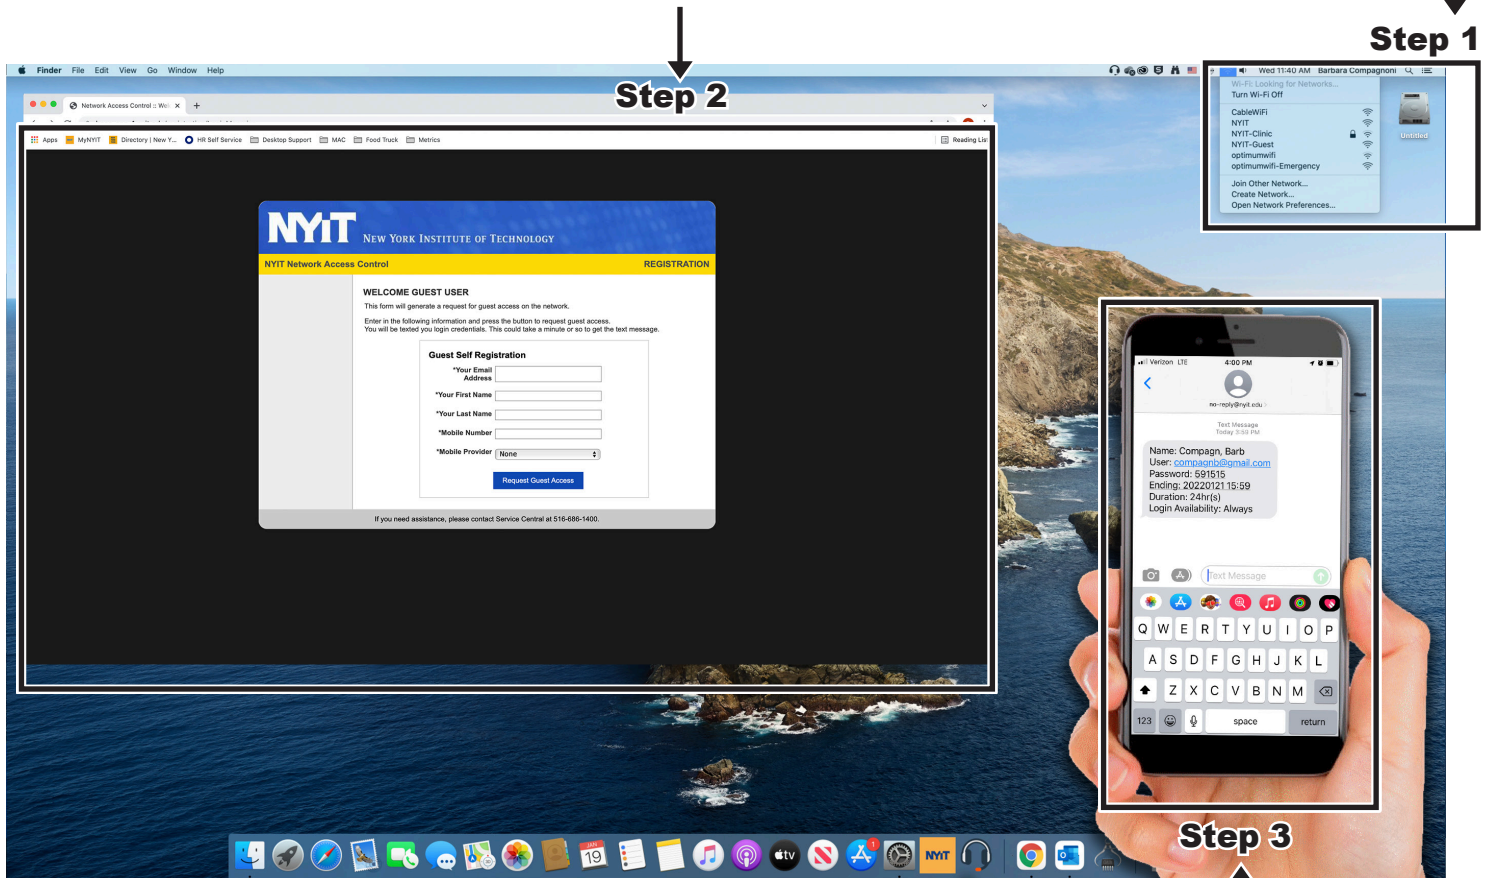 Step 1
Finder File Edit View Go Window Help
Wed 11:40 AM Barbara Compagnoni
Step 2
Network Access Control :: Wel
Apps MyNYIT Directory | New Y... HR Self Service Desktop Support MAC Food Truck Metrics
Reading Lis
Wi-Fi: Looking for Networks...
Turn Wi-Fi Off
CableWiFi
NYIT
NYIT-Clinic
NYIT-Guest
optimumwifi
optimumwifi-Emergency
Join Other Network...
Create Network...
Open Network Preferences...
Untitled
NYIT NEW YORK INSTITUTE OF TECHNOLOGY
NYIT Network Access Control REGISTRATION
WELCOME GUEST USER
This form will generate a request for guest access on the network.
Enter in the following information and press the button to request guest access.
You will be texted you login credentials. This could take a minute or so to get the text message.
Guest Self Registration
*Your Email
Address
*Your First Name
*Your Last Name
*Mobile Number
*Mobile Provider None
Request Guest Access
If you need assistance, please contact Service Central at 516-686-1400.
Verizon LTE 4:00 PM
no-reply@nyit.edu
Text Message
Today 3:59 PM
Name: Compagn, Barb
User: compagnb@gmail.com
Password: 591515
Ending: 20220121 15:59
Duration: 24hr(s)
Login Availability: Always
Text Message
Q W E R T Y U I O P
A S D F G H J K L
Z X C V B N M
123 space return
Step 3
JAN
19
tv
1
NYIT